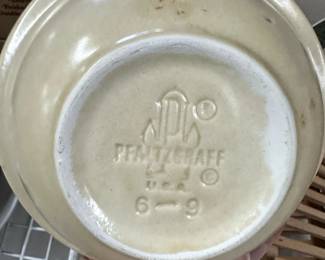 P ®
PFALTZGRAFF
U.S.A. ©
6-9